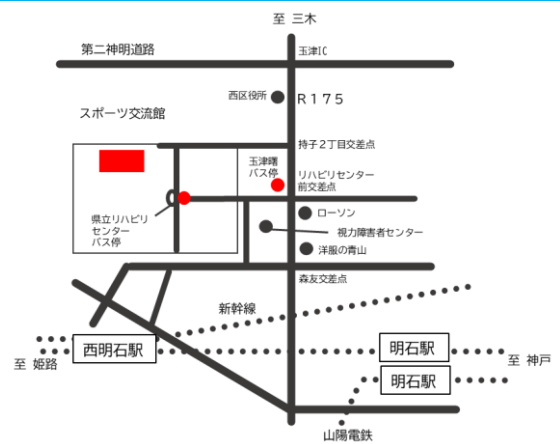 至 三木
第二神明道路
玉津IC
西区役所
R175
スポーツ交流館
持子2丁目交差点
玉津曙
バス停
リハビリセンター
前交差点
ローソン
県立リハビリ
センター
バス停
視力障害者センター
洋服の青山
森友交差点
新幹線
西明石駅
明石駅
至 姫路
至 神戸
明石駅
山陽電鉄